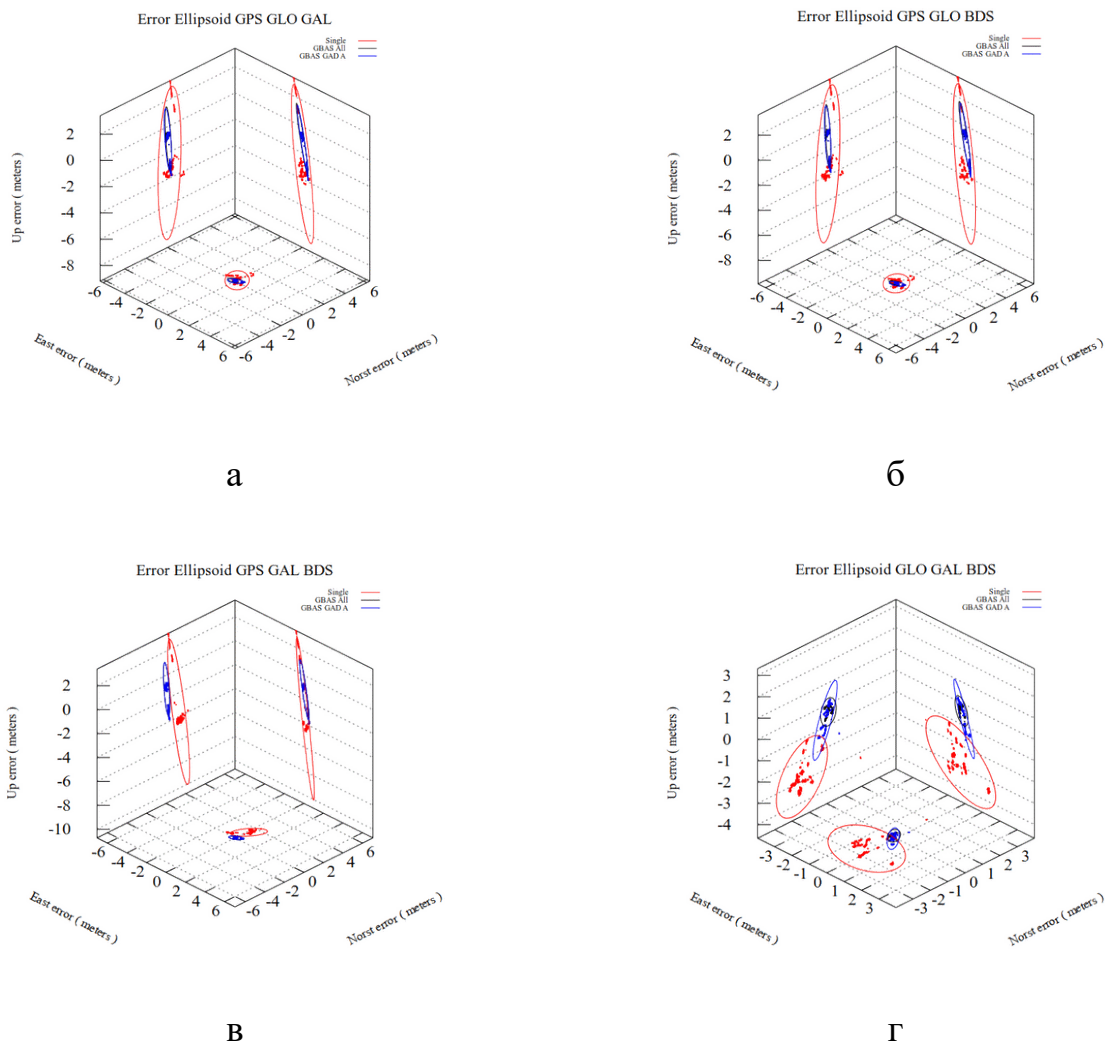 Error Ellipsoid GPS GLO GAL
Single
GBAS All
GBAS GAD A
Up error ( meters )
2
0
-2
-4
-6
-8
-6
-4
-2
0
2
4
6
-6
-4
-2
0
2
4
6
East error ( meters )
Norst error ( meters )
а
Error Ellipsoid GPS GLO BDS
Single
GBAS All
GBAS GAD A
Up error ( meters )
2
0
-2
-4
-6
-8
-6
-4
-2
0
2
4
6
-6
-4
-2
0
2
4
6
East error ( meters )
Norst error ( meters )
б
Error Ellipsoid GPS GAL BDS
Single
GBAS All
GBAS GAD A
Up error ( meters )
2
0
-2
-4
-6
-8
-10
-6
-4
-2
0
2
4
6
-6
-4
-2
0
2
4
6
East error ( meters )
Norst error ( meters )
в
Error Ellipsoid GLO GAL BDS
Single
GBAS All
GBAS GAD A
Up error ( meters )
3
2
1
0
-1
-2
-3
-4
-3
-2
-1
0
1
2
3
-3
-2
-1
0
1
2
3
East error ( meters )
Norst error ( meters )
г